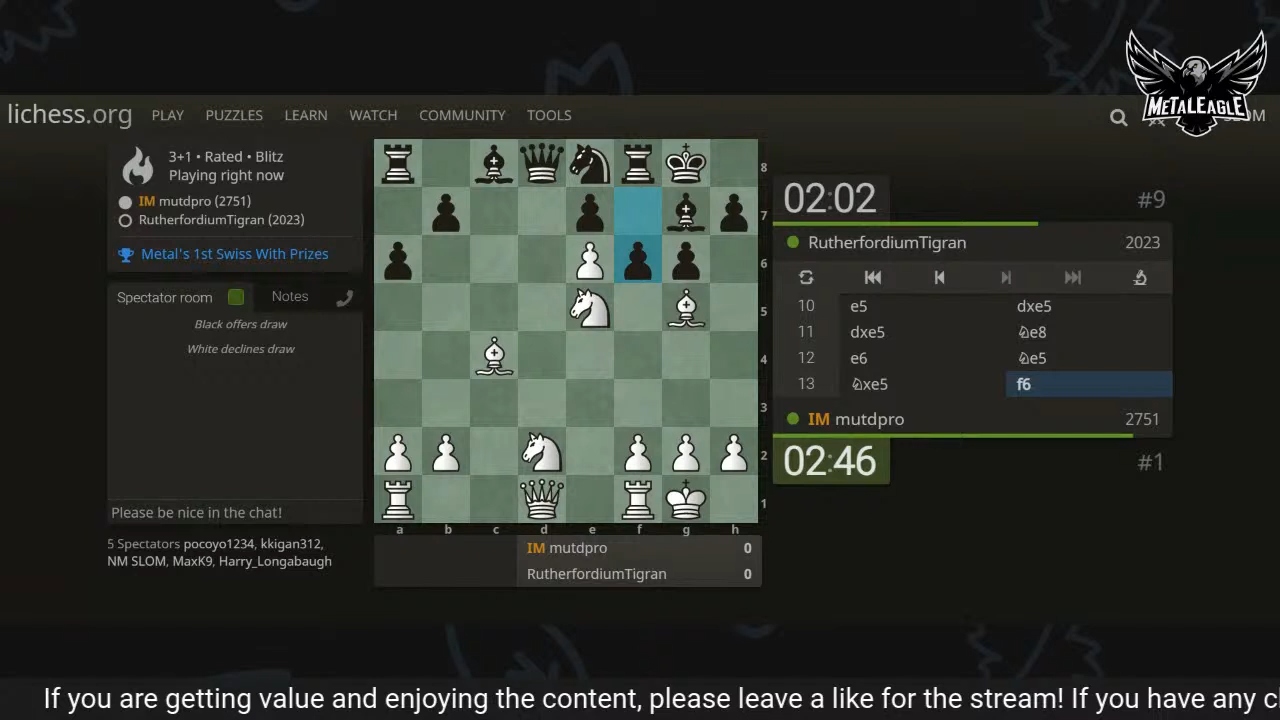 METALEAGLE
lichess.org PLAY PUZZLES LEARN WATCH COMMUNITY TOOLS
3+1 • Rated • Blitz
Playing right now
IM mutdpro (2751)
RutherfordiumTigran (2023)
Metal's 1st Swiss With Prizes
Spectator room Notes
Black offers draw
White declines draw
Please be nice in the chat!
5 Spectators pocoyo1234, kkigan312,
NM SLOM, MaxK9, Harry_Longabaugh
8
7
6
5
4
3
2
1
a b c d e f g h
IM mutdpro 0
RutherfordiumTigran 0
02:02 #9
RutherfordiumTigran 2023
10 e5 dxe5
11 dxe5 ♘e8
12 e6 ♘e5
13 ♘xe5 f6
IM mutdpro 2751
02:46 #1
If you are getting value and enjoying the content, please leave a like for the stream! If you have any c